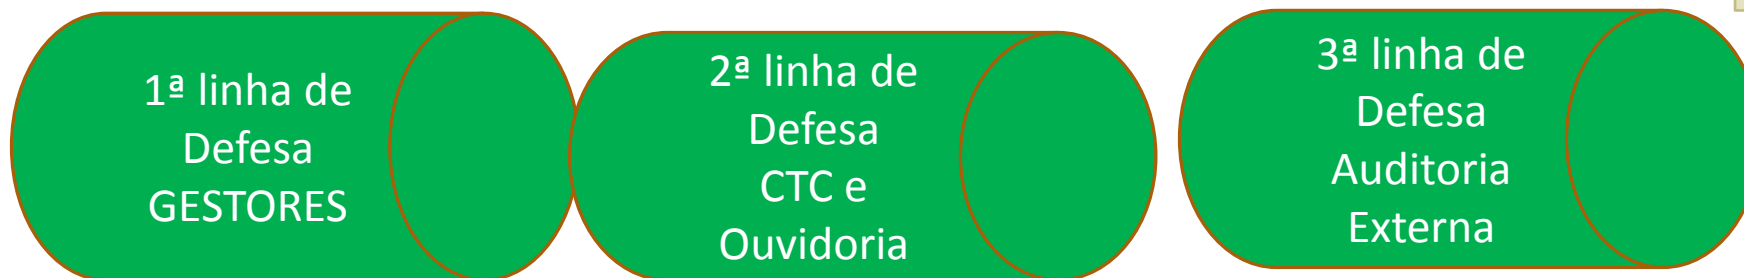 1ª linha de
Defesa
GESTORES
2ª linha de
Defesa
CTC e
Ouvidoria
3ª linha de
Defesa
Auditoria
Externa